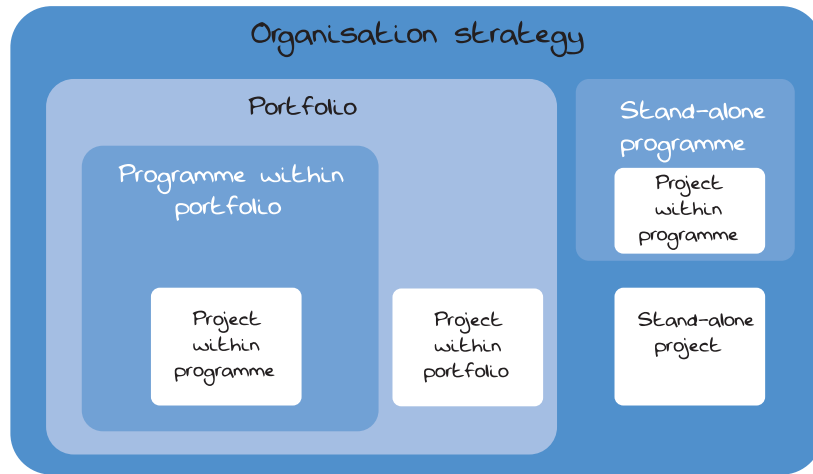 Organisation strategy
Portfolio
Programme within
portfolio
Project
within
programme
Project
within
portfolio
Stand-alone
programme
Project
within
programme
Stand-alone
project